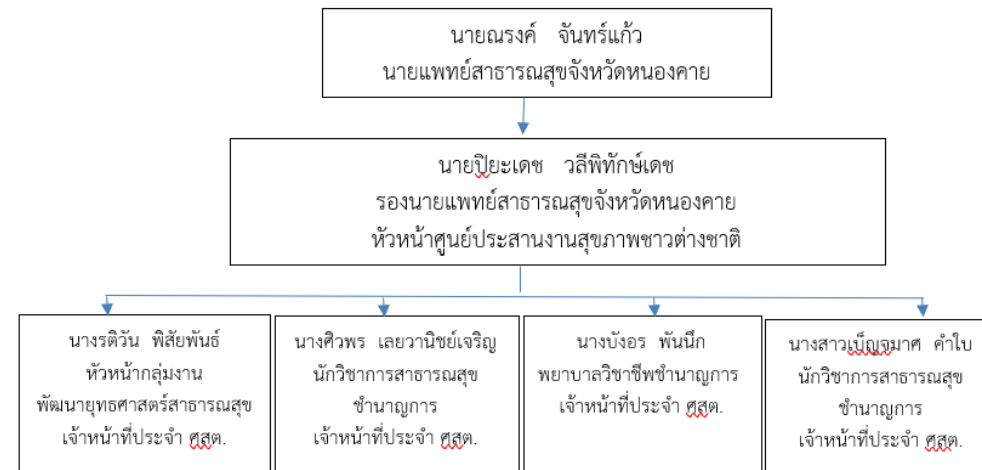 นายณรงค์ จันทร์แก้ว
นายแพทย์สาธารณสุขจังหวัดหนองคาย
นายปิยะเดช วลีพิทักษ์เดช
รองนายแพทย์สาธารณสุขจังหวัดหนองคาย
หัวหน้าศูนย์ประสานงานสุขภาพชาวต่างชาติ
นางรติวัน พิสัยพันธ์
หัวหน้ากลุ่มงาน
พัฒนายุทธศาสตร์สาธารณสุข
เจ้าหน้าที่ประจำ ศสต.
นางศิวพร เลยวานิชย์เจริญ
นักวิชาการสาธารณสุข
ชำนาญการ
เจ้าหน้าที่ประจำ ศสต.
นางบังอร พันนึก
พยาบาลวิชาชีพชำนาญการ
เจ้าหน้าที่ประจำ ศสต.
นางสาวเบ็ญจมาศ คำใบ
นักวิชาการสาธารณสุข
ชำนาญการ
เจ้าหน้าที่ประจำ ศสต.